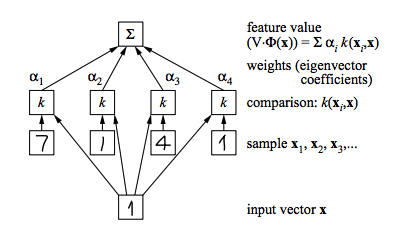 Σ
feature value
(V·Φ(x)) = Σ αᵢ k(xᵢ,x)
α₁ α₂ α₃ α₄
weights (eigenvector
coefficients)
k k k k
comparison: k(xᵢ,x)
7 1 4 1
sample x₁, x₂, x₃,...
1
input vector x